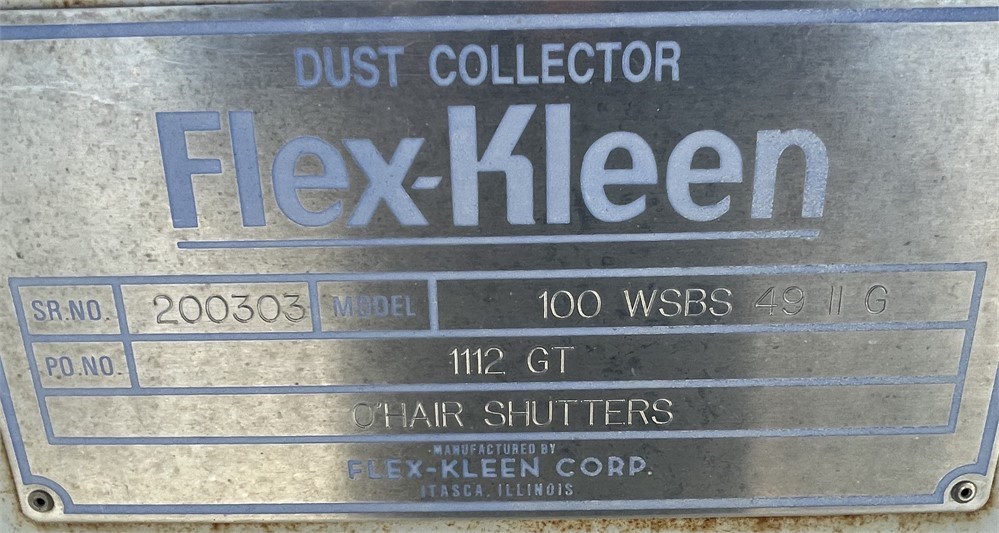 DUST COLLECTOR
Flex-Kleen
SR.NO. 200303 MODEL 100 WSBS 49 II G
PO.NO. 1112 GT
O'HAIR SHUTTERS
MANUFACTURED BY
FLEX-KLEEN CORP.
ITASCA, ILLINOIS